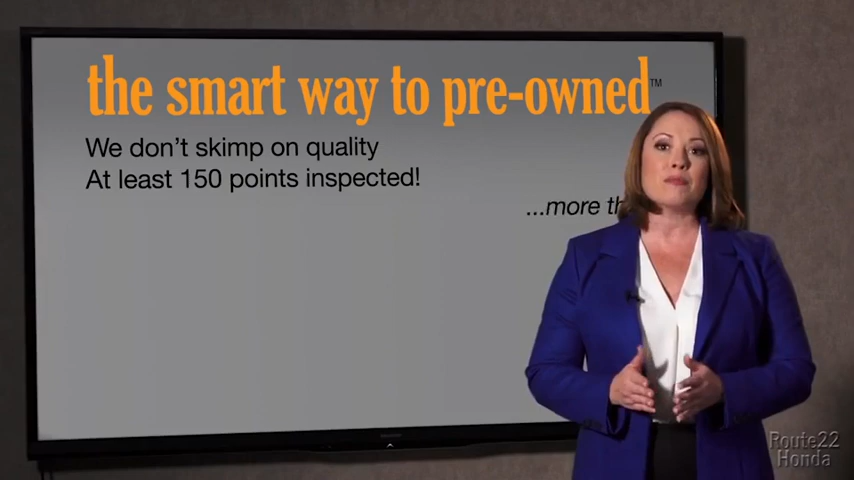 the smart way to pre-owned™
We don't skimp on quality
At least 150 points inspected!
...more
Route22
Honda